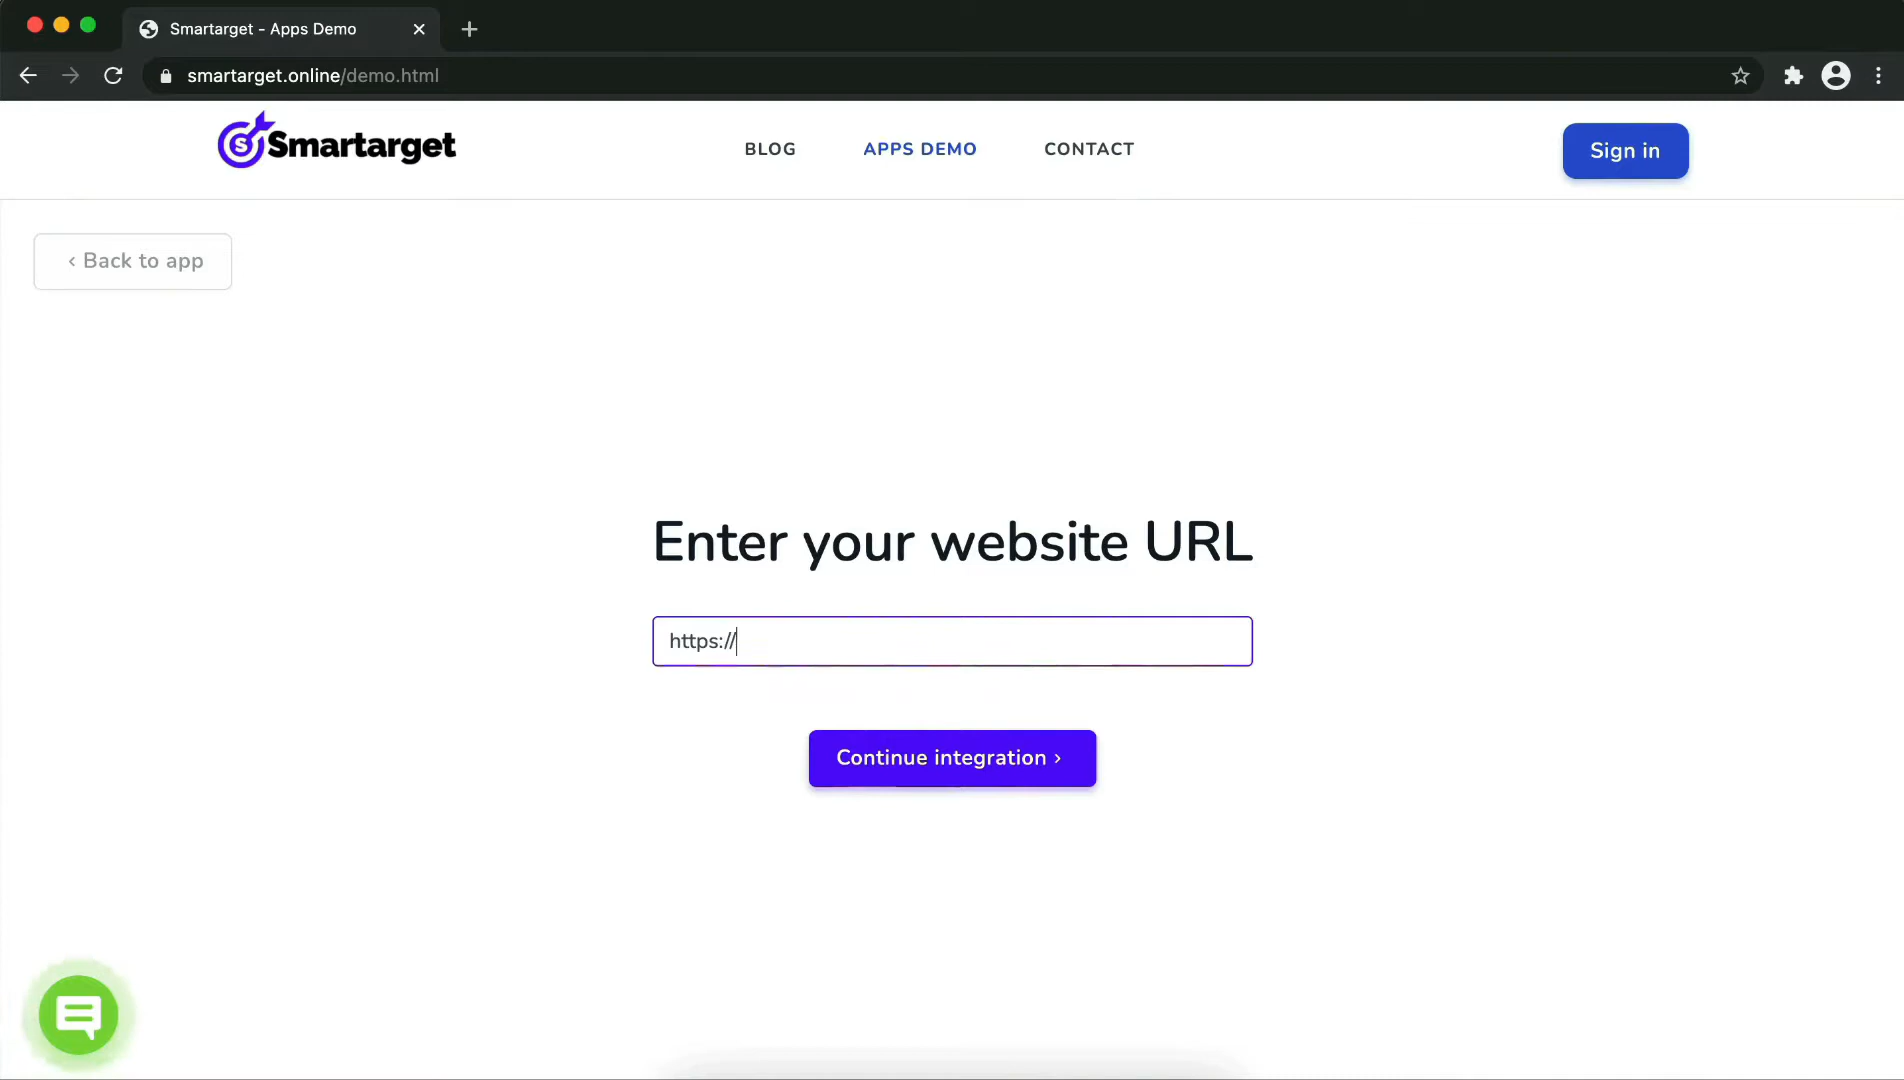 Smartarget - Apps Demo
smartarget.online/demo.html
Smartarget
BLOG
APPS DEMO
CONTACT
Sign in
‹ Back to app
Enter your website URL
https://
Continue integration ›